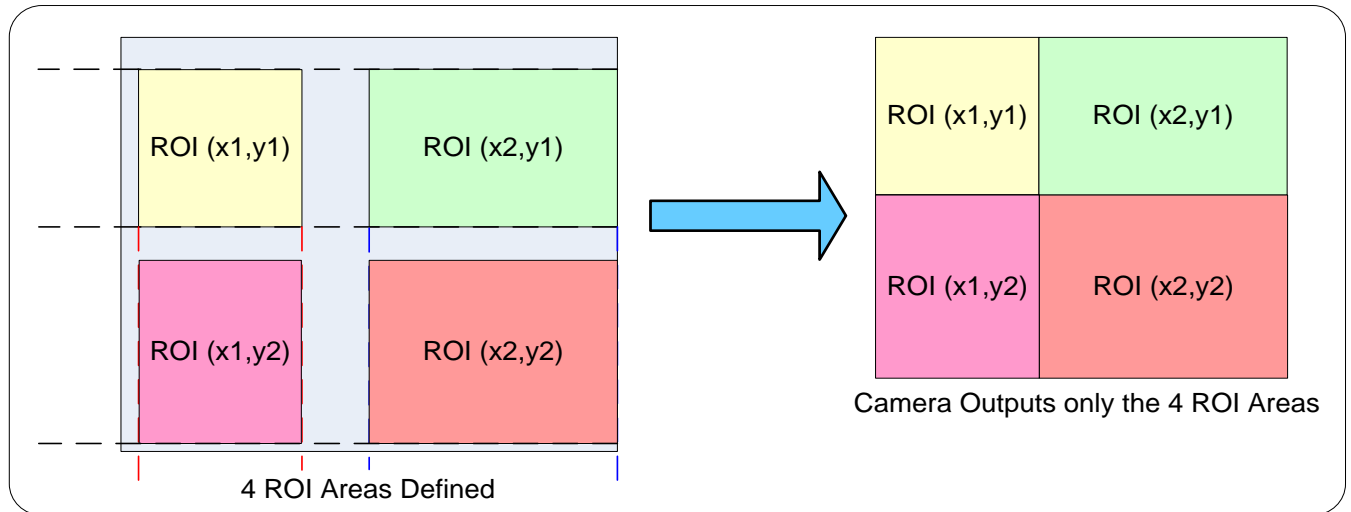 ROI (x1,y1)
ROI (x2,y1)
ROI (x1,y2)
ROI (x2,y2)
4 ROI Areas Defined
ROI (x1,y1)
ROI (x2,y1)
ROI (x1,y2)
ROI (x2,y2)
Camera Outputs only the 4 ROI Areas